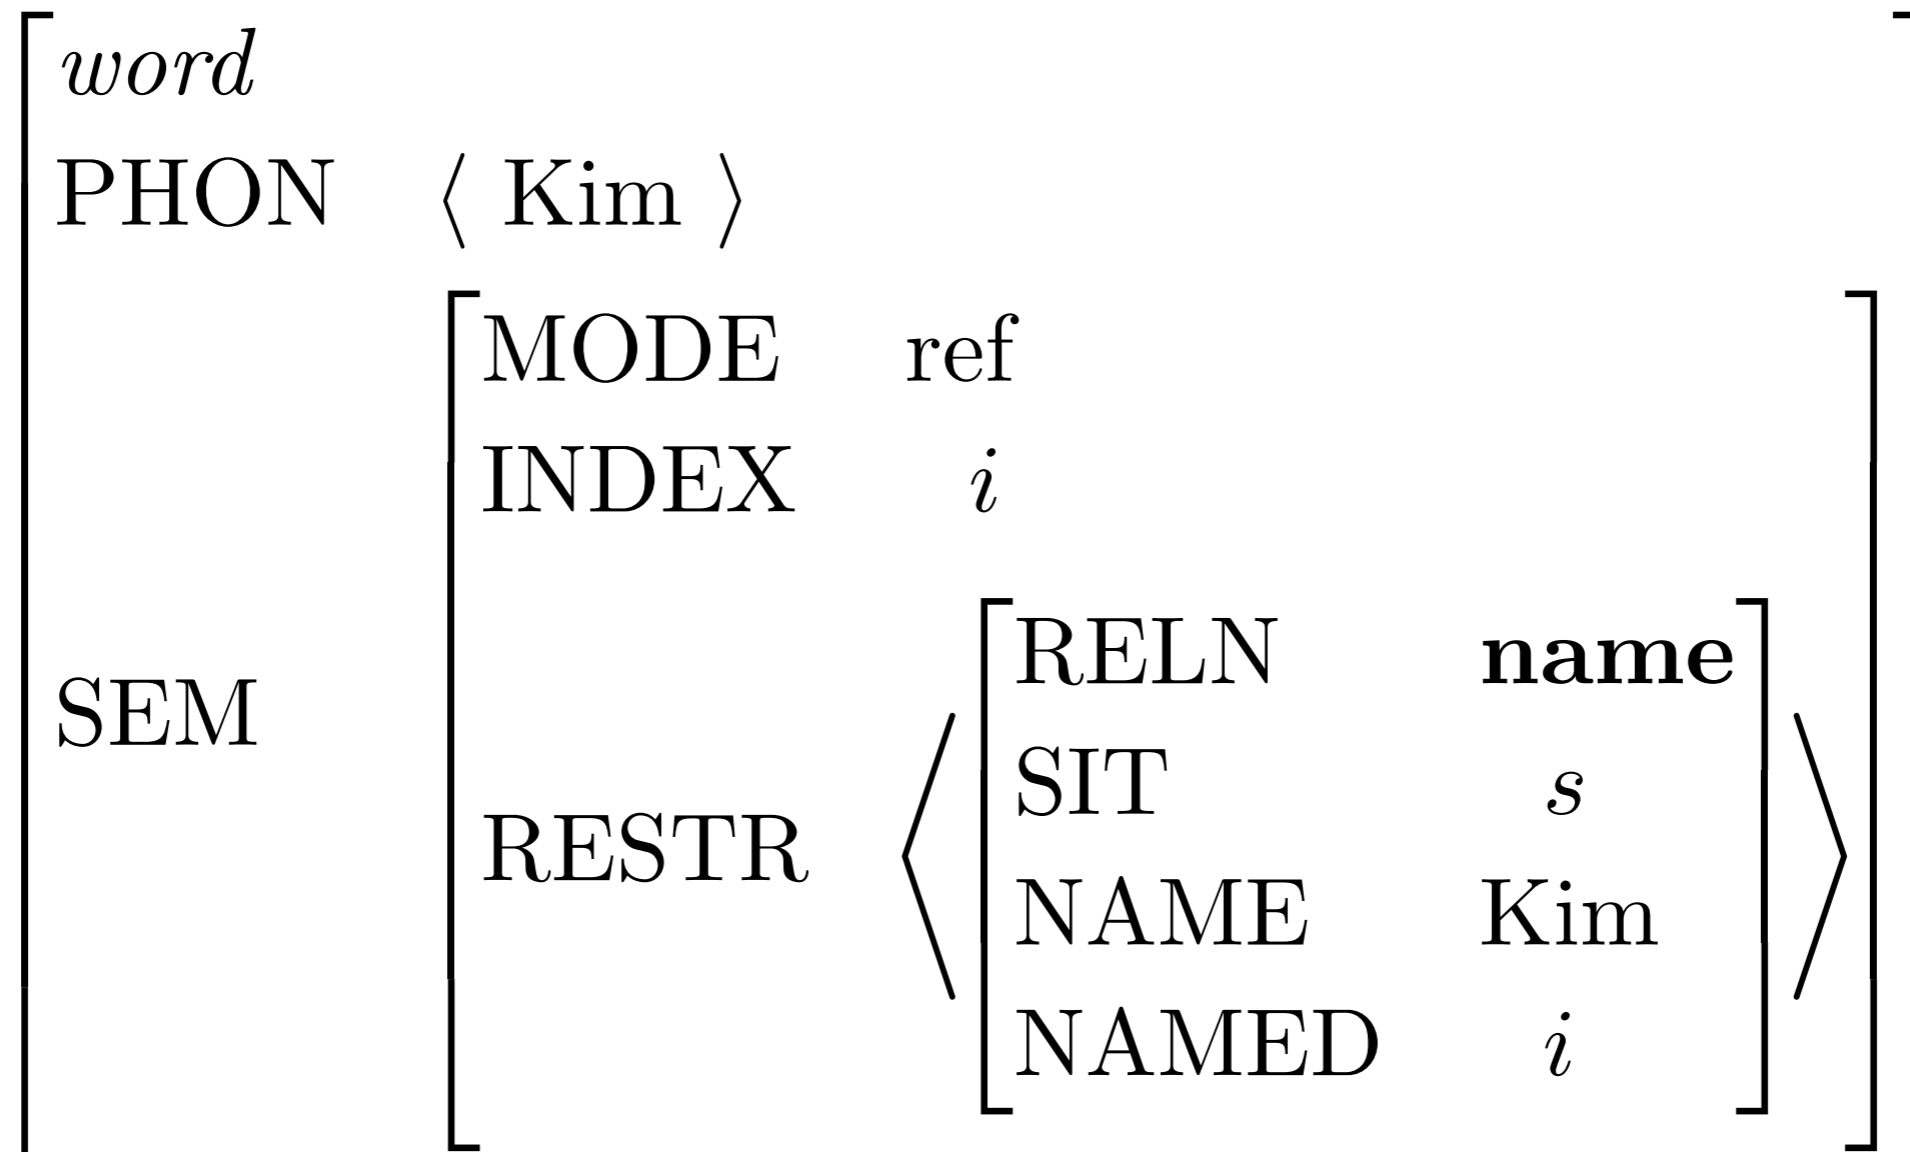 word
PHON ⟨ Kim ⟩
MODE ref
INDEX i
SEM
RELN name
SIT s
RESTR
NAME Kim
NAMED i